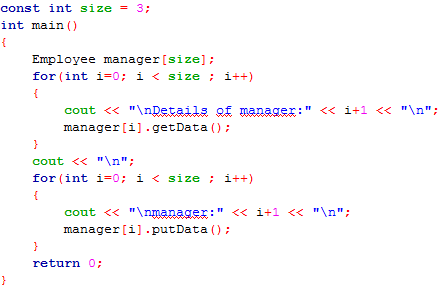 const int size = 3;
int main()
{
    Employee manager[size];
    for(int i=0; i < size ; i++)
    {
        cout << "\nDetails of manager:" << i+1 << "\n";
        manager[i].getData();
    }
    cout << "\n";
    for(int i=0; i < size ; i++)
    {
        cout << "\nmanager:" << i+1 << "\n";
        manager[i].putData();
    }
    return 0;
}